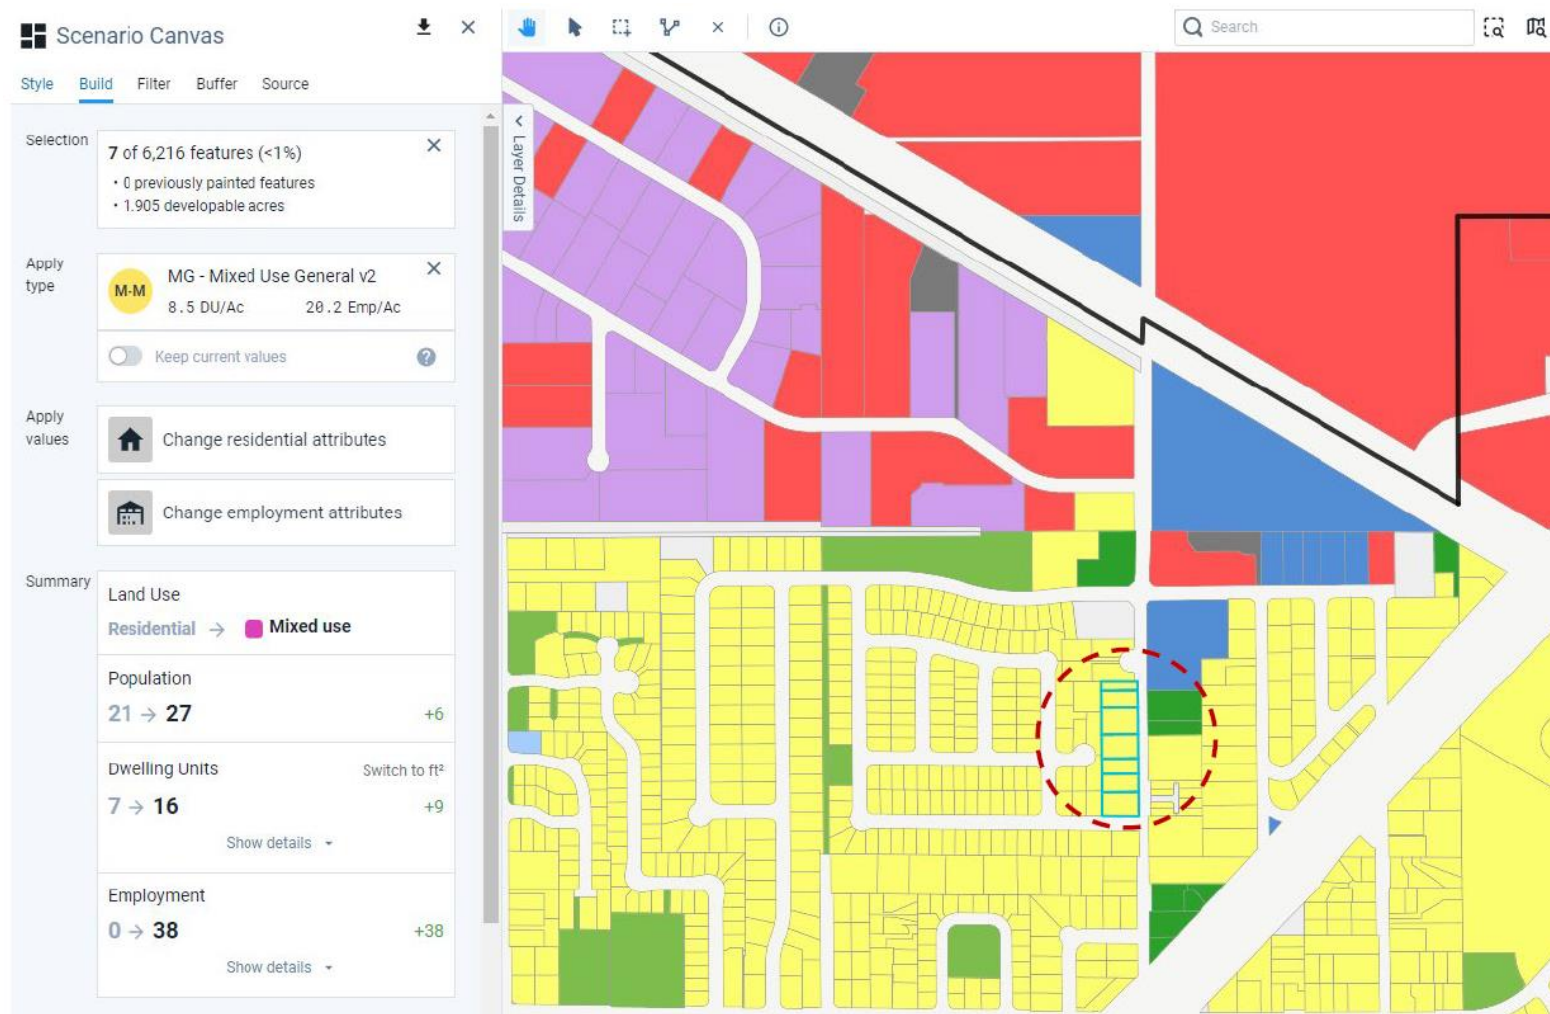 Scenario Canvas
Style Build Filter Buffer Source
Selection
7 of 6,216 features (<1%)
• 0 previously painted features
• 1.905 developable acres
Apply
type
M-M
MG - Mixed Use General v2
8.5 DU/Ac 20.2 Emp/Ac
Keep current values
?
Apply
values
Change residential attributes
Change employment attributes
Summary
Land Use
Residential → Mixed use
Population
21 → 27 +6
Dwelling Units Switch to ft²
7 → 16 +9
Show details
Employment
0 → 38 +38
Show details
Search
Layer Details